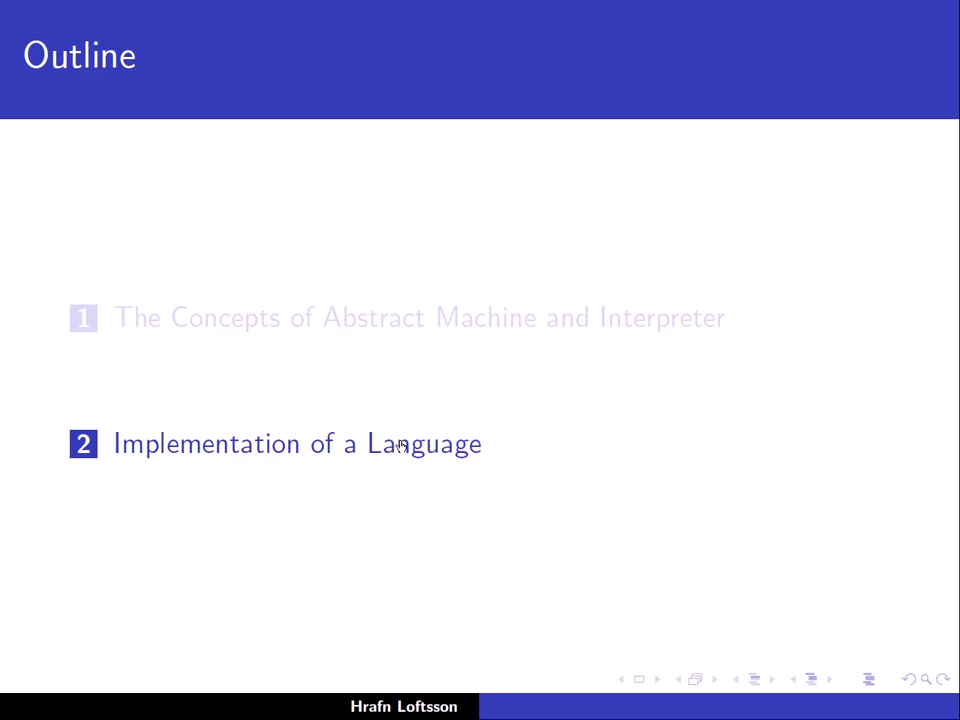 Outline
1 The Concepts of Abstract Machine and Interpreter
2 Implementation of a Language
Hrafn Loftsson